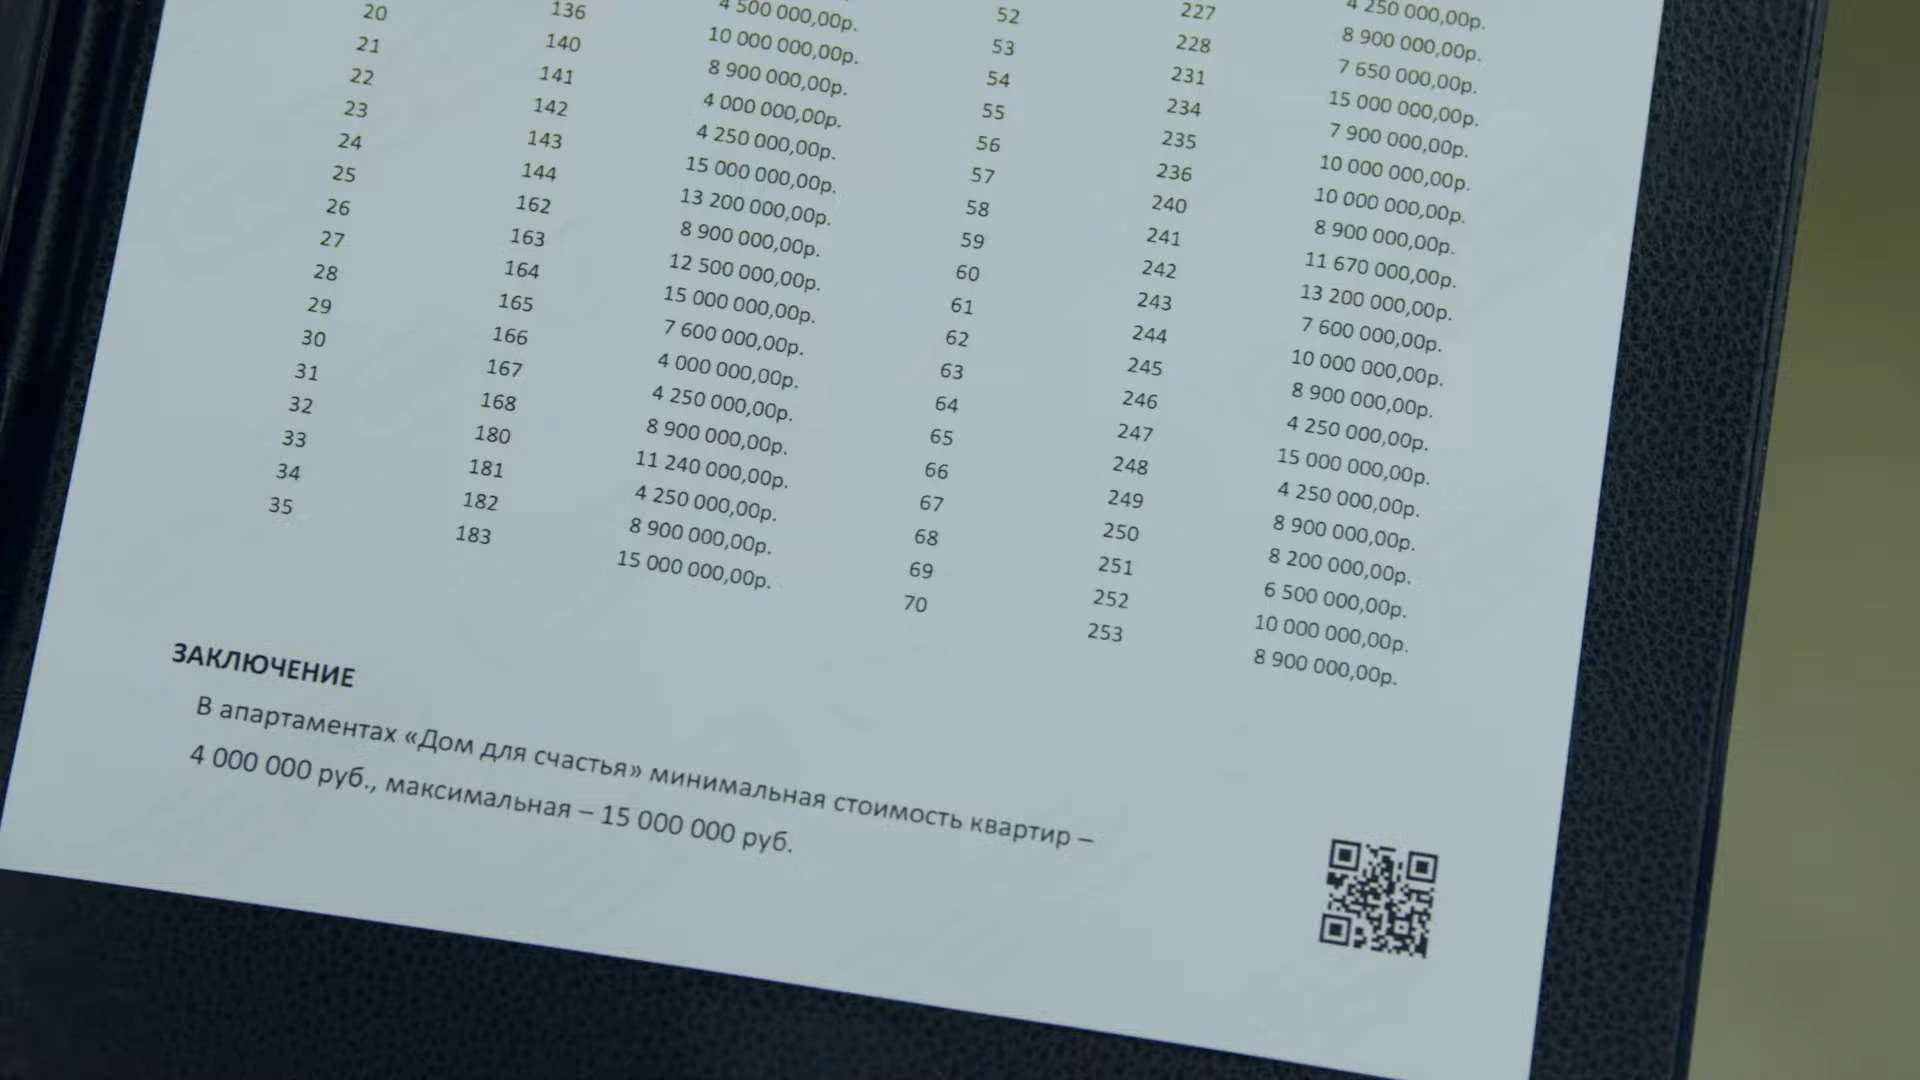 4 250 000,00р.
227 8 900 000,00р.
52 228 7 650 000,00р.
4 500 000,00р. 53 231 15 000 000,00р.
136 10 000 000,00р. 54 234 7 900 000,00р.
20 140 8 900 000,00р. 55 235 10 000 000,00р.
21 141 4 000 000,00р. 56 236 10 000 000,00р.
22 142 4 250 000,00р. 57 240 8 900 000,00р.
23 143 15 000 000,00р. 58 241 11 670 000,00р.
24 144 13 200 000,00р. 59 242 13 200 000,00р.
25 162 8 900 000,00р. 60 243 7 600 000,00р.
26 163 12 500 000,00р. 61 244 10 000 000,00р.
27 164 15 000 000,00р. 62 245 8 900 000,00р.
28 165 7 600 000,00р. 63 246 4 250 000,00р.
29 166 4 000 000,00р. 64 247 15 000 000,00р.
30 167 4 250 000,00р. 65 248 4 250 000,00р.
31 168 8 900 000,00р. 66 249 8 900 000,00р.
32 180 11 240 000,00р. 67 250 8 200 000,00р.
33 181 4 250 000,00р. 68 251 6 500 000,00р.
34 182 8 900 000,00р. 69 252 10 000 000,00р.
35 183 15 000 000,00р. 70 253 8 900 000,00р.
ЗАКЛЮЧЕНИЕ
В апартаментах «Дом для счастья» минимальная стоимость квартир –
4 000 000 руб., максимальная – 15 000 000 руб.